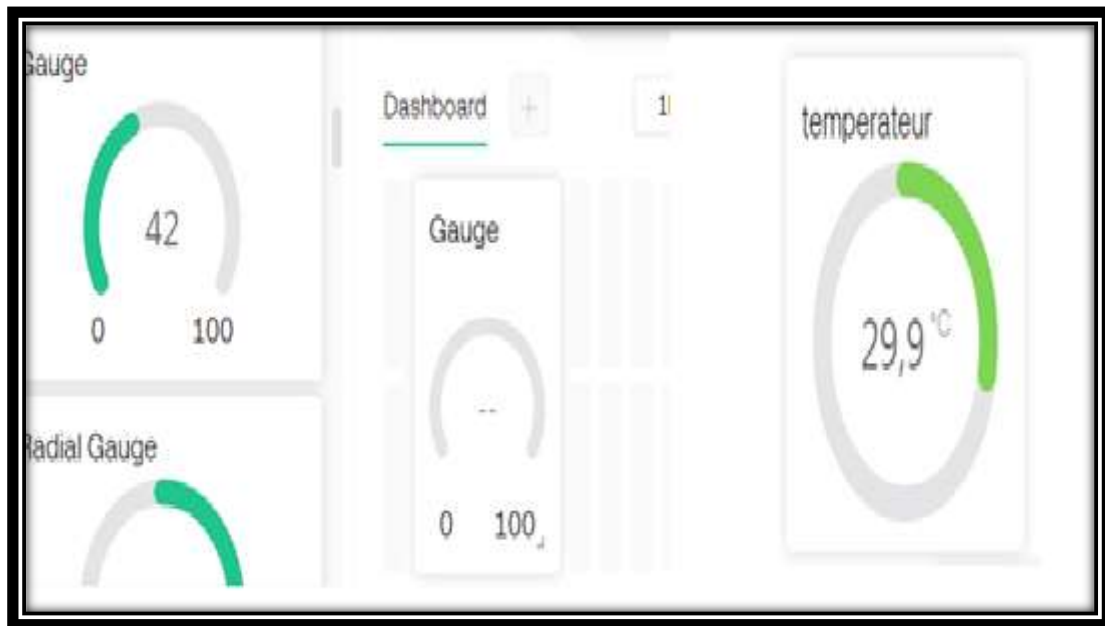 Gauge
42
0 100
Radial Gauge
Dashboard +
Gauge
--
0 100
temperateur
29,9 °C